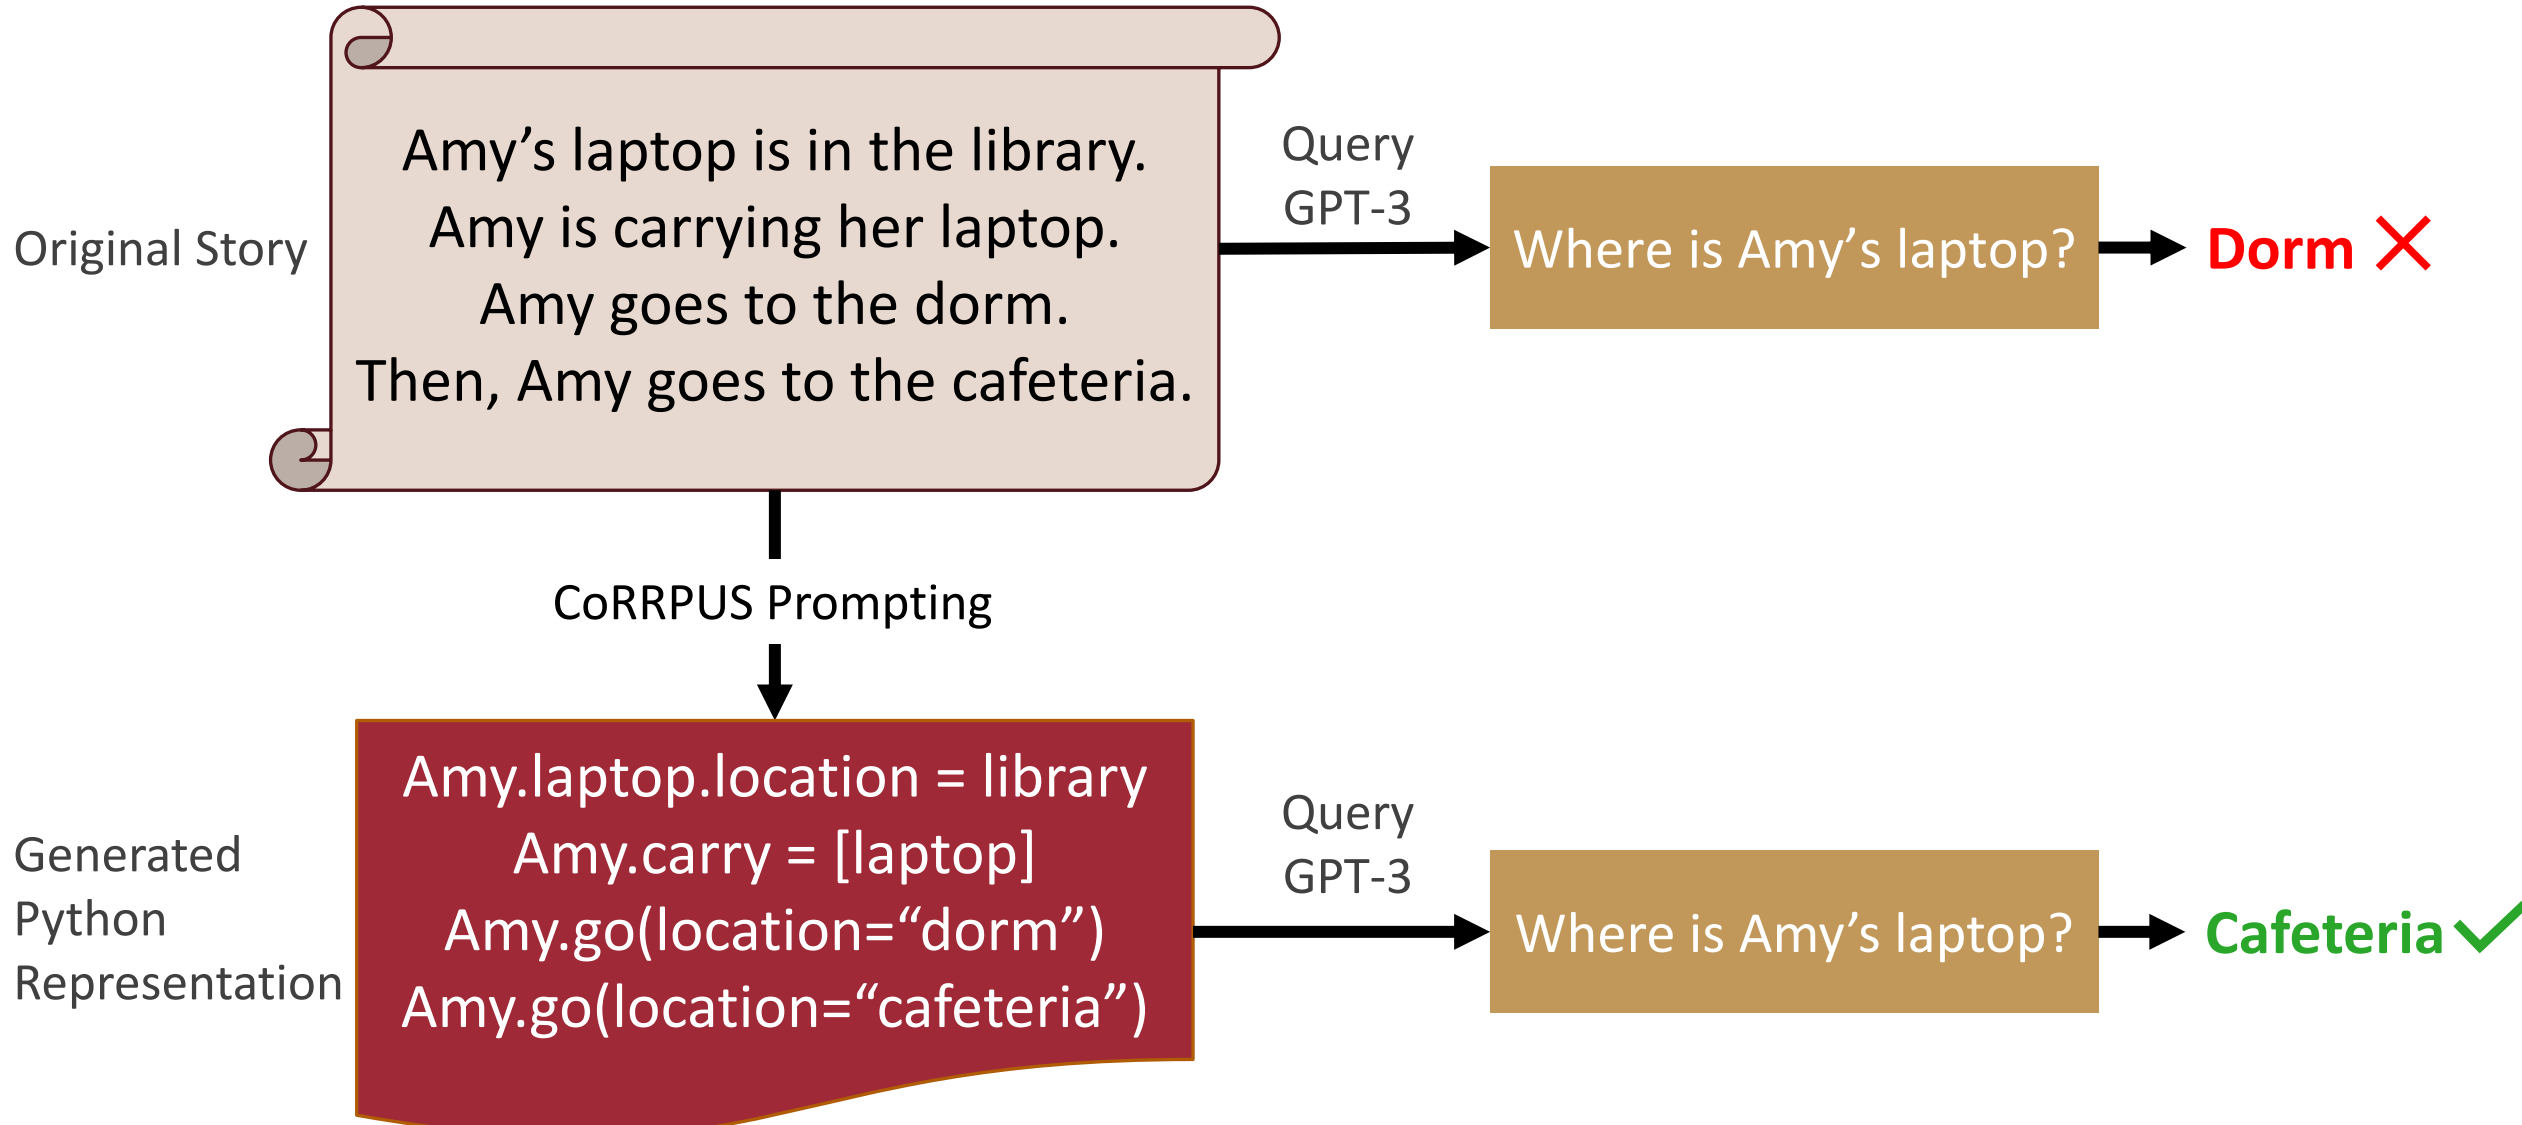 Original Story
Amy’s laptop is in the library.
Amy is carrying her laptop.
Amy goes to the dorm.
Then, Amy goes to the cafeteria.
Query
GPT-3
Where is Amy’s laptop?
Dorm
CoRRPUS Prompting
Generated
Python
Representation
Amy.laptop.location = library
Amy.carry = [laptop]
Amy.go(location=“dorm”)
Amy.go(location=“cafeteria”)
Query
GPT-3
Where is Amy’s laptop?
Cafeteria